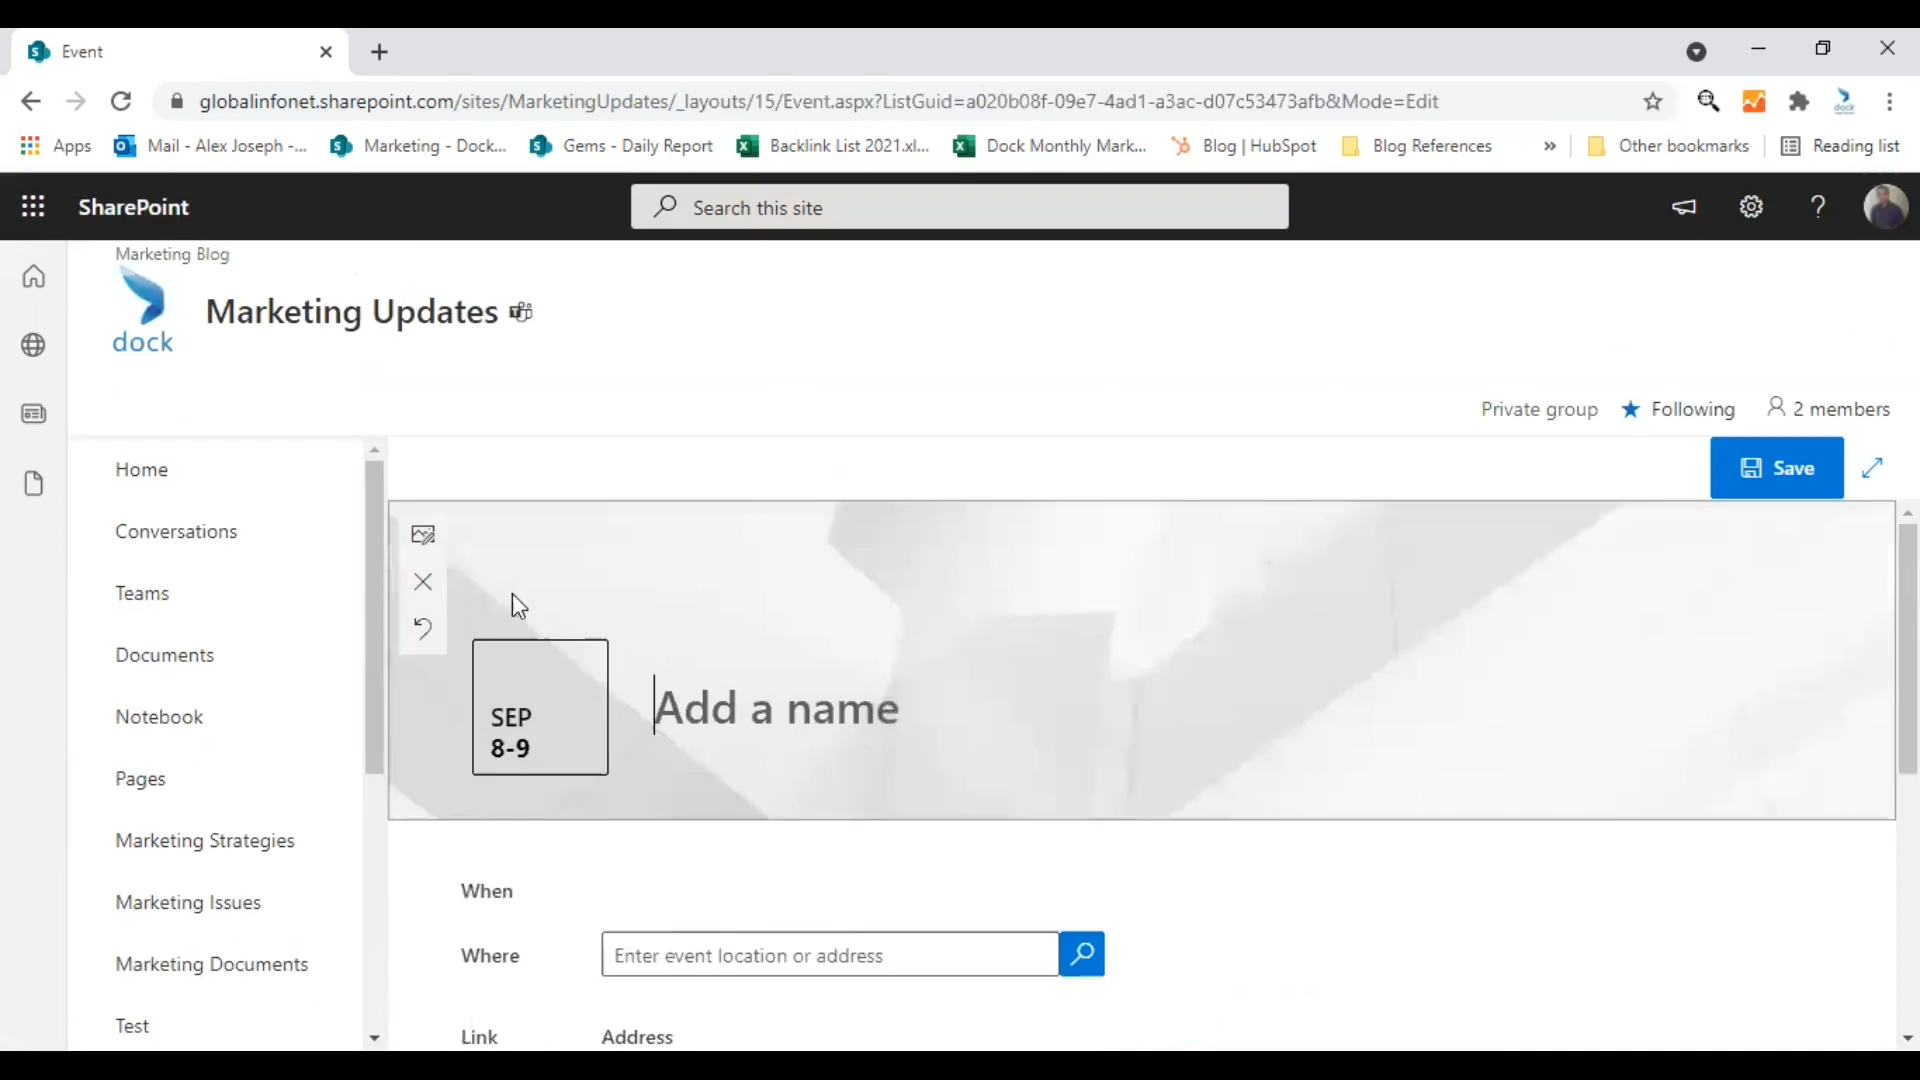 Event
globalinfonet.sharepoint.com/sites/MarketingUpdates/_layouts/15/Event.aspx?ListGuid=a020b08f-09e7-4ad1-a3ac-d07c53473afb&Mode=Edit
Apps
Mail - Alex Joseph -...
Marketing - Dock...
Gems - Daily Report
Backlink List 2021.xl...
Dock Monthly Mark...
Blog | HubSpot
Blog References
Other bookmarks
Reading list
SharePoint
Search this site
Marketing Blog
dock
Marketing Updates
Private group
Following
2 members
Home
Conversations
Teams
Documents
Notebook
Pages
Marketing Strategies
Marketing Issues
Marketing Documents
Test
Save
SEP
8-9
Add a name
When
Where
Enter event location or address
Link
Address